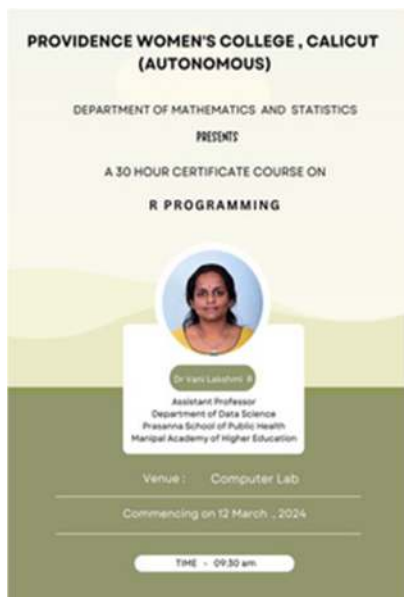 PROVIDENCE WOMEN'S COLLEGE , CALICUT
(AUTONOMOUS)
DEPARTMENT OF MATHEMATICS AND STATISTICS
PRESENTS
A 30 HOUR CERTIFICATE COURSE ON
R PROGRAMMING
Dr Vani Lakshmi R
Assistant Professor
Department of Data Science
Prasanna School of Public Health
Manipal Academy of Higher Education
Venue : Computer Lab
Commencing on 12 March ., 2024
TIME - 09:30 am